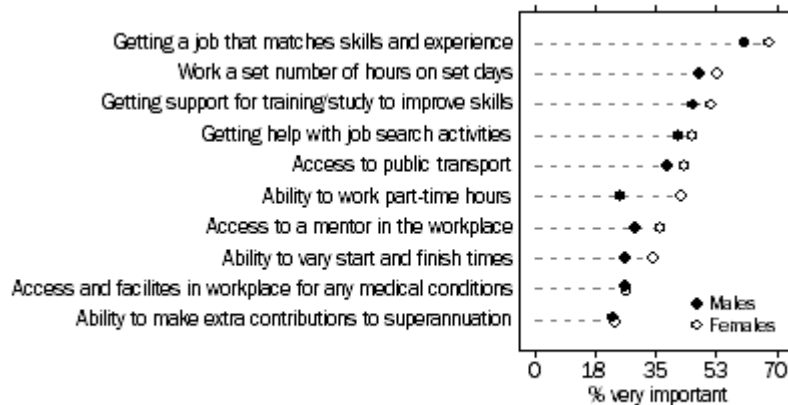 Getting a job that matches skills and experience
Work a set number of hours on set days
Getting support for training/study to improve skills
Getting help with job search activities
Access to public transport
Ability to work part-time hours
Access to a mentor in the workplace
Ability to vary start and finish times
Access and facilites in workplace for any medical conditions
Ability to make extra contributions to superannuation
Males
Females
0 18 35 53 70
% very important